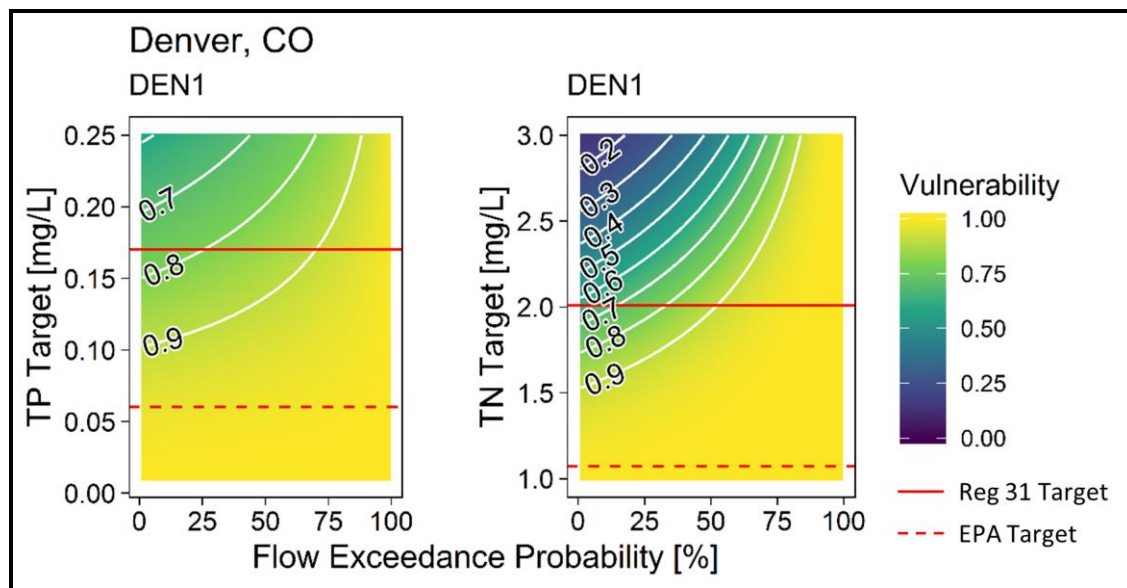 Denver, CO
DEN1
TP Target [mg/L]
0.25
0.20
0.15
0.10
0.05
0.00
0.7
0.8
0.9
0 25 50 75 100
DEN1
TN Target [mg/L]
3.0
2.5
2.0
1.5
1.0
0.2
0.3
0.4
0.5
0.6
0.7
0.8
0.9
0 25 50 75 100
Flow Exceedance Probability [%]
Vulnerability
1.00
0.75
0.50
0.25
0.00
Reg 31 Target
EPA Target